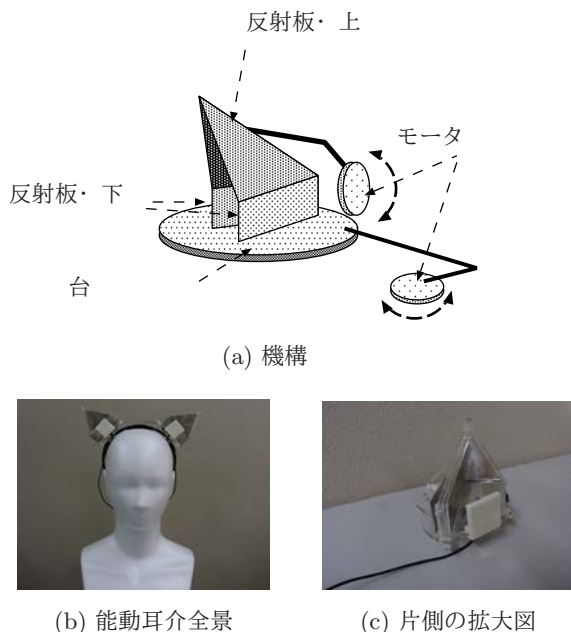 反射板・上
モータ
反射板・下
台
(a) 機構
(b) 能動耳介全景
(c) 片側の拡大図